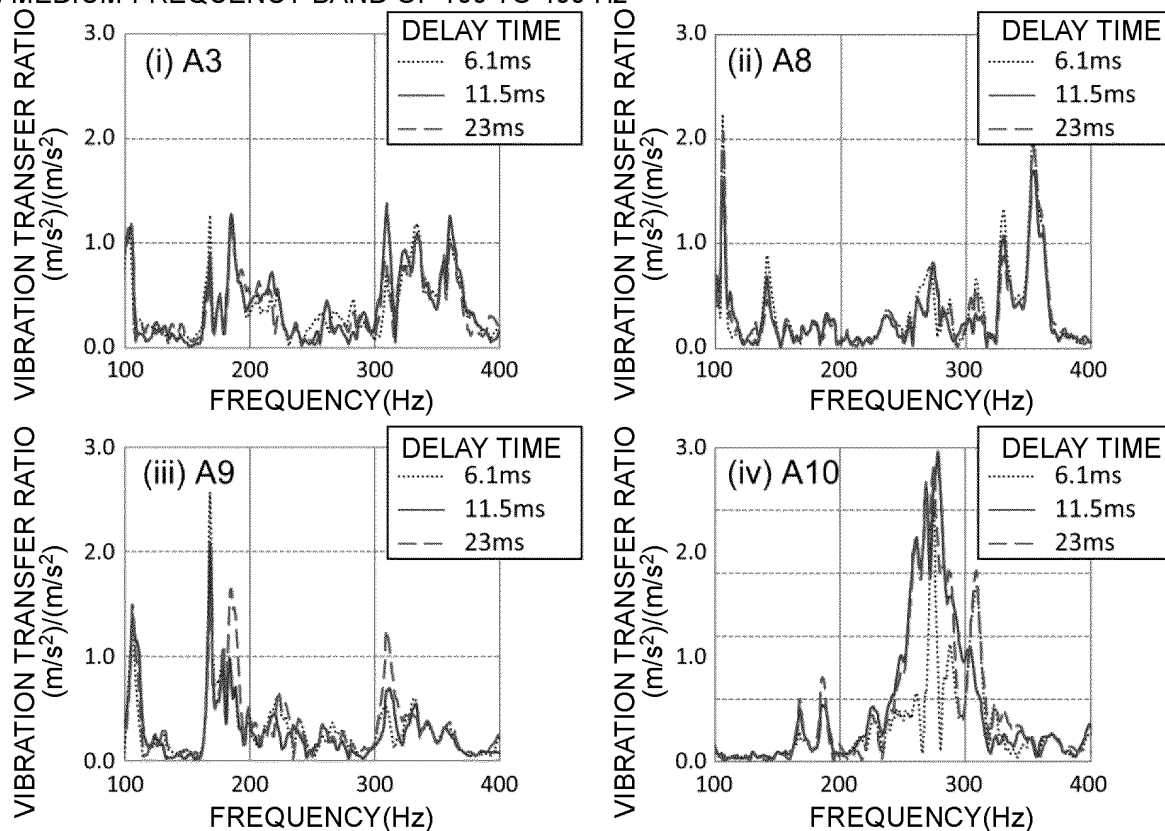 MEDIUM FREQUENCY BAND OF 100 TO 400 Hz
VIBRATION TRANSFER RATIO
(m/s²)/(m/s²)
3.0
2.0
1.0
0.0
(i) A3
DELAY TIME
6.1ms
11.5ms
23ms
100
200
300
400
FREQUENCY(Hz)
VIBRATION TRANSFER RATIO
(m/s²)/(m/s²)
3.0
2.0
1.0
0.0
(ii) A8
DELAY TIME
6.1ms
11.5ms
23ms
100
200
300
400
FREQUENCY(Hz)
VIBRATION TRANSFER RATIO
(m/s²)/(m/s²)
3.0
2.0
1.0
0.0
(iii) A9
DELAY TIME
6.1ms
11.5ms
23ms
100
200
300
400
FREQUENCY(Hz)
VIBRATION TRANSFER RATIO
(m/s²)/(m/s²)
3.0
2.0
1.0
0.0
(iv) A10
DELAY TIME
6.1ms
11.5ms
23ms
100
200
300
400
FREQUENCY(Hz)